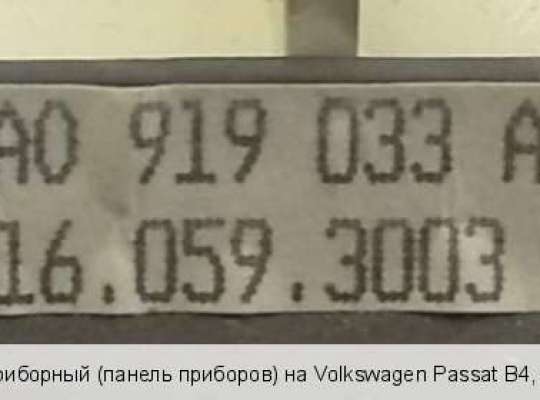 A0 919 033 A
16.059.3003
риборный (панель приборов) на Volkswagen Passat B4,